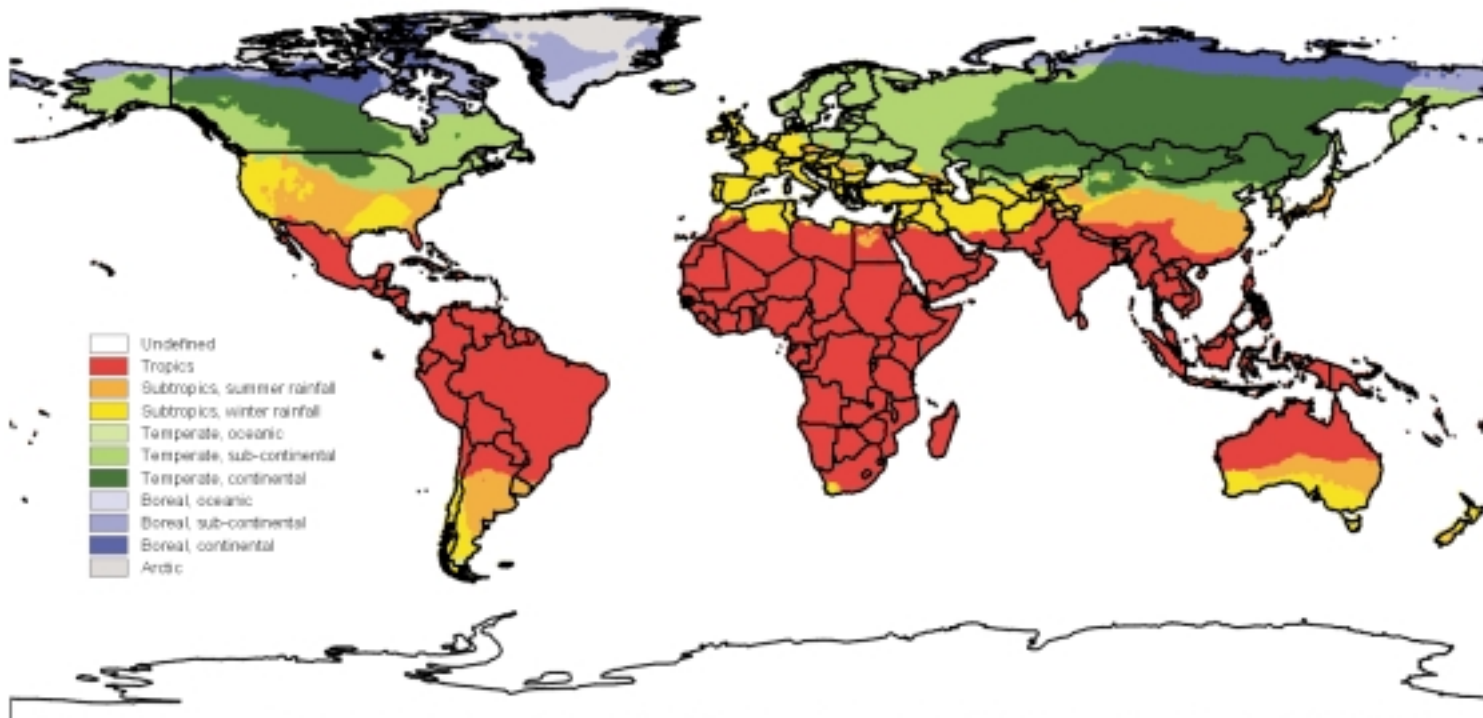 Undefined
Tropics
Subtropics, summer rainfall
Subtropics, winter rainfall
Temperate, oceanic
Temperate, sub-continental
Temperate, continental
Boreal, oceanic
Boreal, sub-continental
Boreal, continental
Arctic